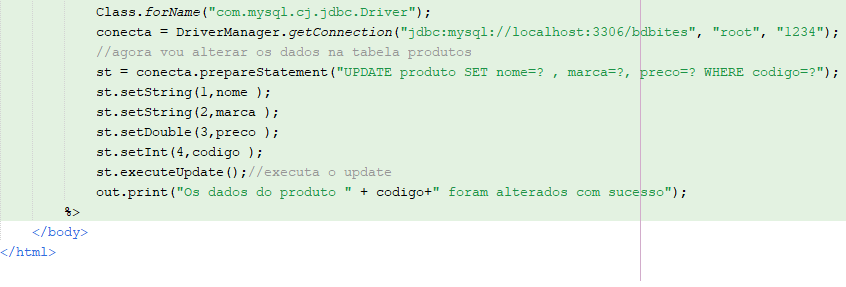 Class.forName("com.mysql.cj.jdbc.Driver");
conecta = DriverManager.getConnection("jdbc:mysql://localhost:3306/bdbites", "root", "1234");
//agora vou alterar os dados na tabela produtos
st = conecta.prepareStatement("UPDATE produto SET nome=? , marca=?, preco=? WHERE codigo=?");
st.setString(1,nome );
st.setString(2,marca );
st.setDouble(3,preco );
st.setInt(4,codigo );
st.executeUpdate();//executa o update
out.print("Os dados do produto " + codigo+" foram alterados com sucesso");
%>
</body>
</html>